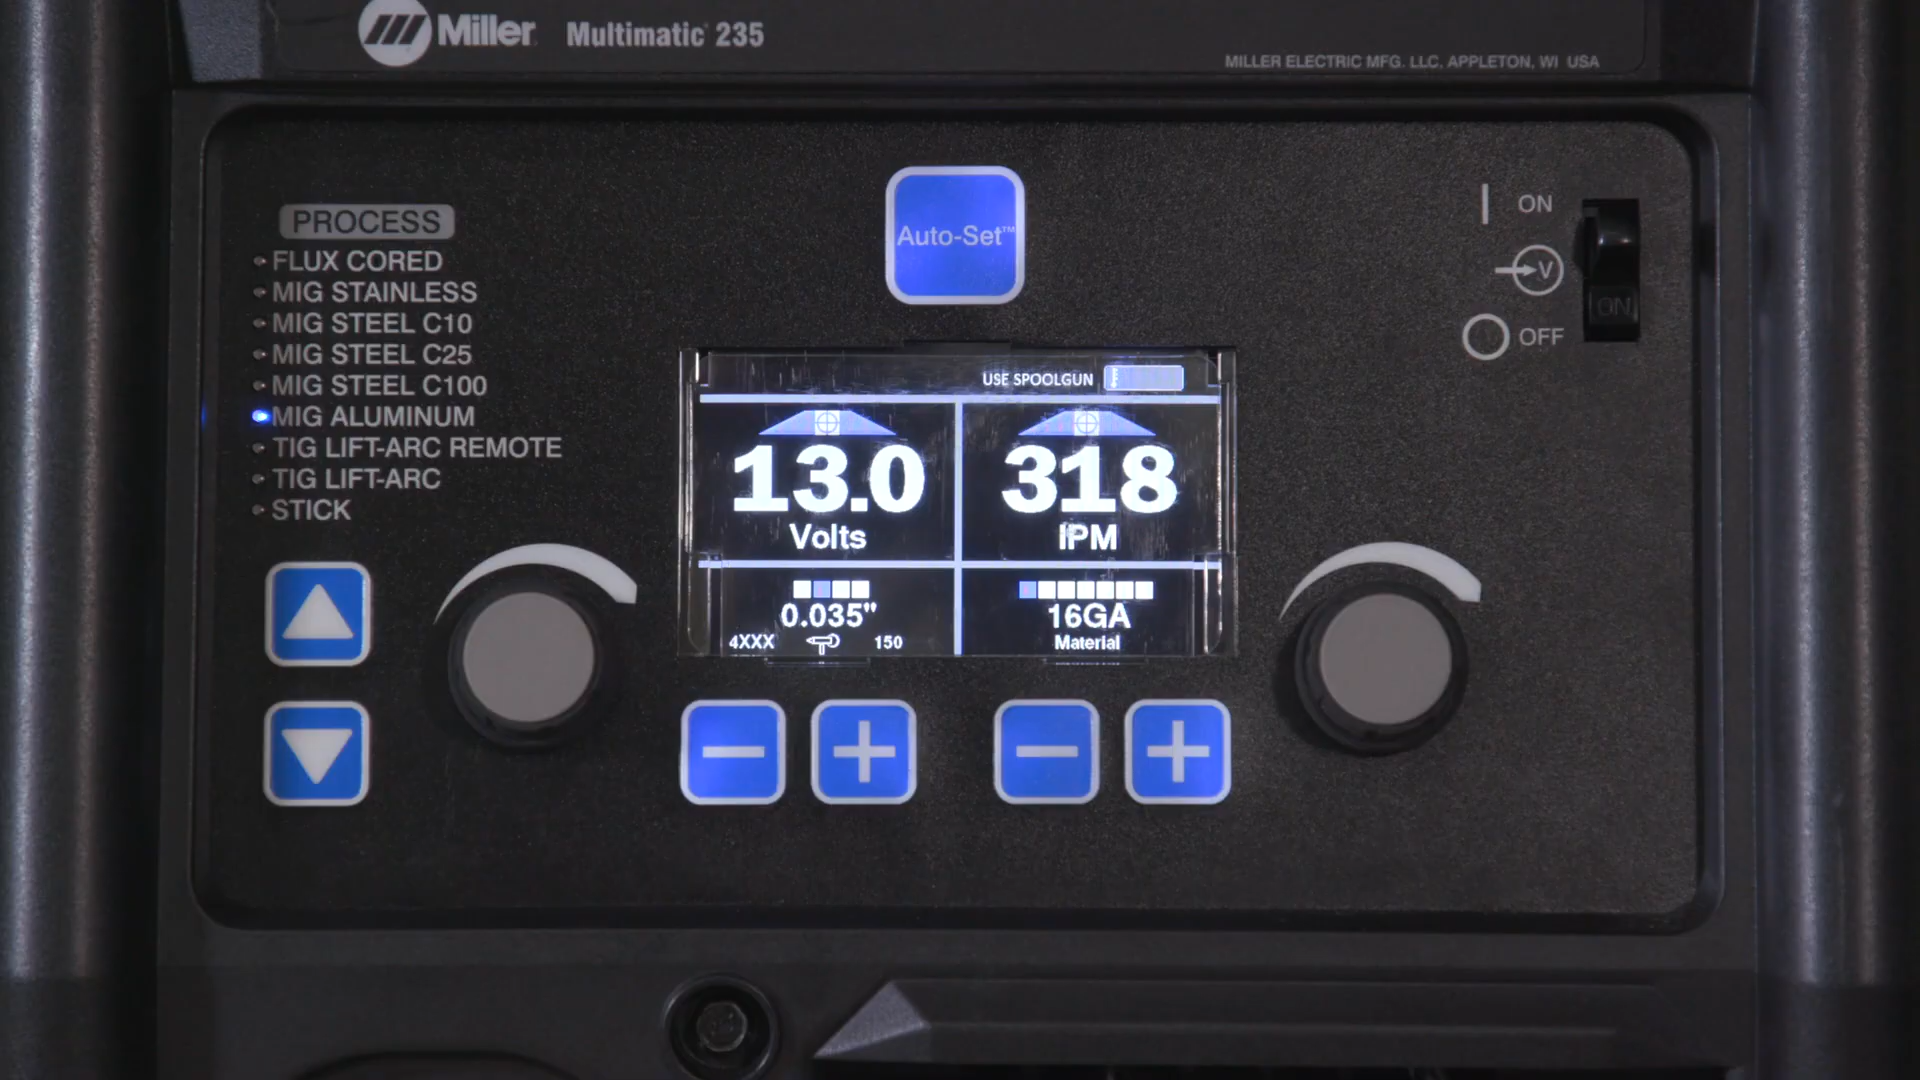 Miller Multimatic 235
MILLER ELECTRIC MFG. LLC. APPLETON, WI USA
PROCESS
FLUX CORED
MIG STAINLESS
MIG STEEL C10
MIG STEEL C25
MIG STEEL C100
MIG ALUMINUM
TIG LIFT-ARC REMOTE
TIG LIFT-ARC
STICK
Auto-Set™
ON
V
OFF
ON
USE SPOOLGUN
13.0
Volts
318
IPM
0.035"
4XXX 150
16GA
Material